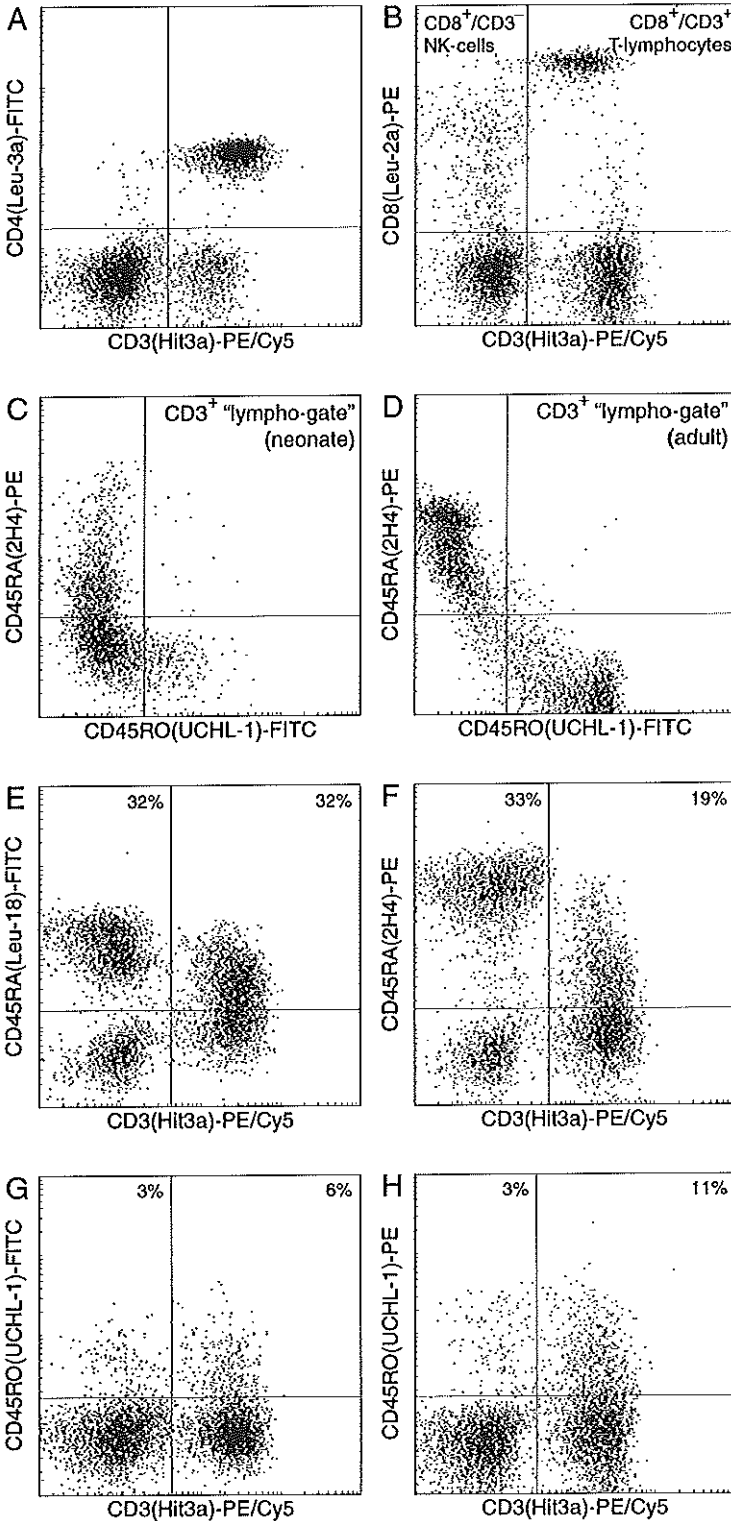 A
CD4(Leu-3a)-FITC
CD3(Hit3a)-PE/Cy5
B
CD8⁺/CD3⁻ NK-cells
CD8⁺/CD3⁺ T-lymphocytes
CD8(Leu-2a)-PE
CD3(Hit3a)-PE/Cy5
C
CD3⁺ "lympho-gate"
(neonate)
CD45RA(2H4)-PE
CD45RO(UCHL-1)-FITC
D
CD3⁺ "lympho-gate"
(adult)
CD45RA(2H4)-PE
CD45RO(UCHL-1)-FITC
E
32%
32%
CD45RA(Leu-18)-FITC
CD3(Hit3a)-PE/Cy5
F
33%
19%
CD45RA(2H4)-PE
CD3(Hit3a)-PE/Cy5
G
3%
6%
CD45RO(UCHL-1)-FITC
CD3(Hit3a)-PE/Cy5
H
3%
11%
CD45RO(UCHL-1)-PE
CD3(Hit3a)-PE/Cy5